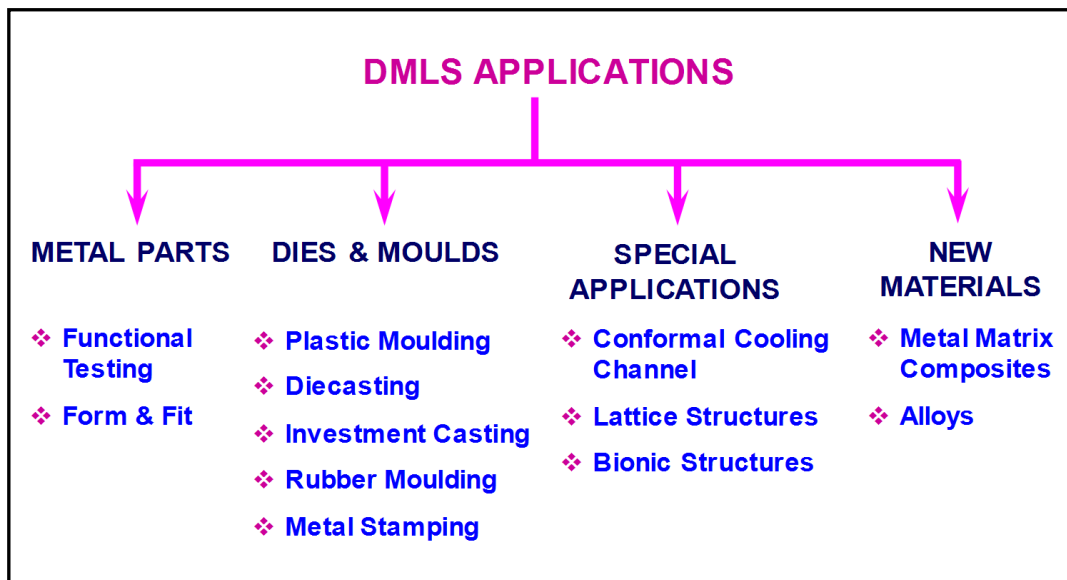 DMLS APPLICATIONS
METAL PARTS
Functional
Testing
Form & Fit
DIES & MOULDS
Plastic Moulding
Diecasting
Investment Casting
Rubber Moulding
Metal Stamping
SPECIAL
APPLICATIONS
Conformal Cooling
Channel
Lattice Structures
Bionic Structures
NEW
MATERIALS
Metal Matrix
Composites
Alloys